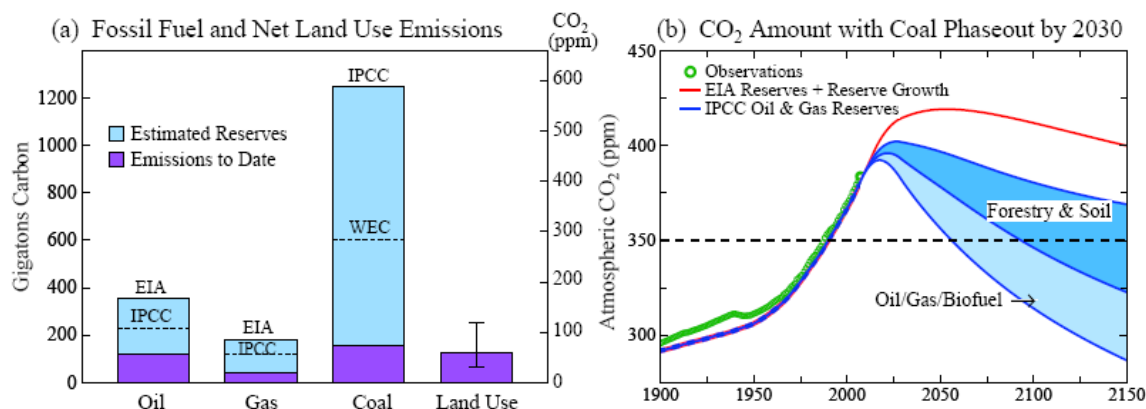 (a) Fossil Fuel and Net Land Use Emissions
CO₂
(ppm)
1200
1000
800
600
400
200
0
Gigatons Carbon
Estimated Reserves
Emissions to Date
EIA
IPCC
EIA
IPCC
IPCC
WEC
600
500
400
300
200
100
0
Oil Gas Coal Land Use
(b) CO₂ Amount with Coal Phaseout by 2030
450
400
350
300
Atmospheric CO₂ (ppm)
Observations
EIA Reserves + Reserve Growth
IPCC Oil & Gas Reserves
Forestry & Soil
Oil/Gas/Biofuel→
1900 1950 2000 2050 2100 2150